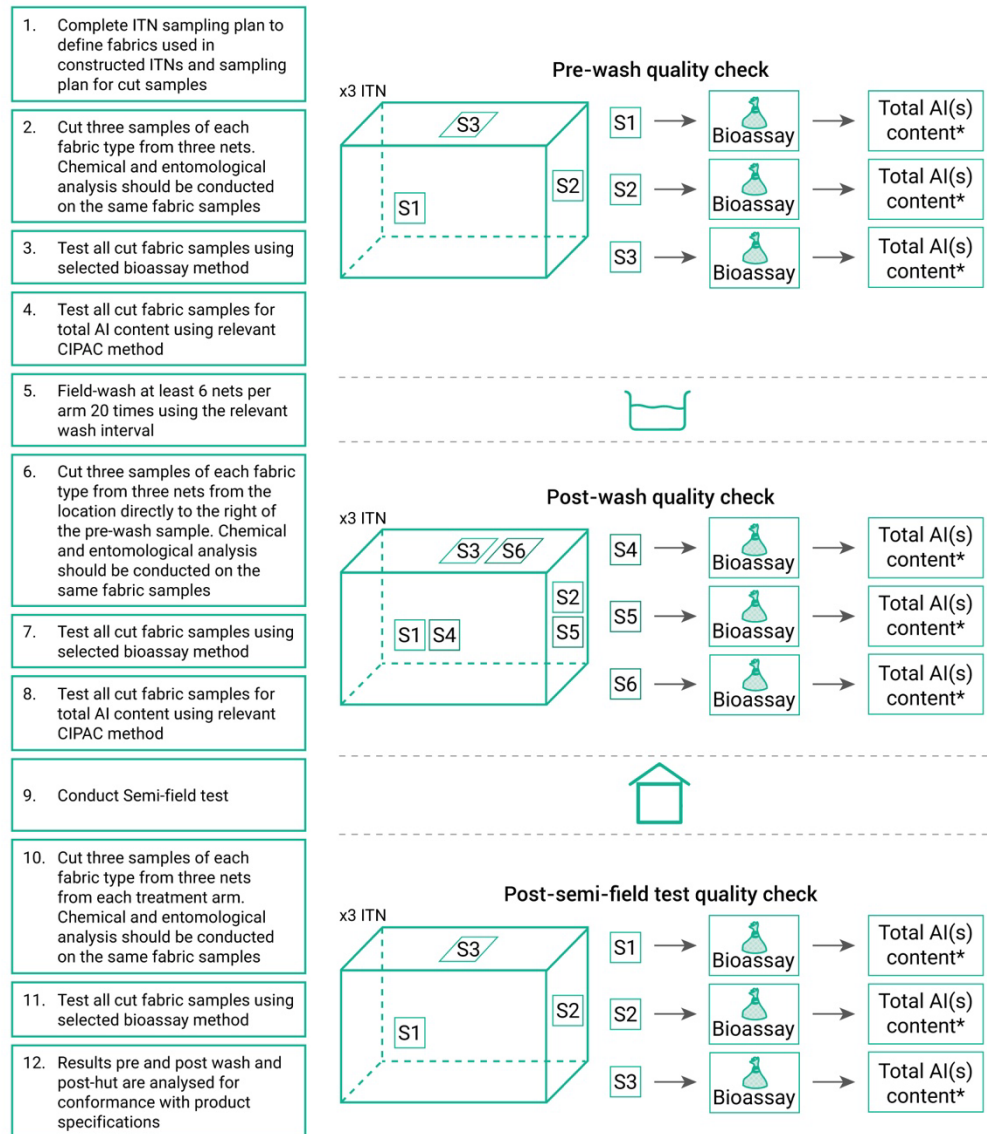 1. Complete ITN sampling plan to
define fabrics used in
constructed ITNs and sampling
plan for cut samples
2. Cut three samples of each
fabric type from three nets.
Chemical and entomological
analysis should be conducted
on the same fabric samples
3. Test all cut fabric samples using
selected bioassay method
4. Test all cut fabric samples for
total AI content using relevant
CIPAC method
5. Field-wash at least 6 nets per
arm 20 times using the relevant
wash interval
6. Cut three samples of each fabric
type from three nets from the
location directly to the right of
the pre-wash sample. Chemical
and entomological analysis
should be conducted on the
same fabric samples
7. Test all cut fabric samples using
selected bioassay method
8. Test all cut fabric samples for
total AI content using relevant
CIPAC method
9. Conduct Semi-field test
10. Cut three samples of each
fabric type from three nets
from each treatment arm.
Chemical and entomological
analysis should be conducted
on the same fabric samples
11. Test all cut fabric samples using
selected bioassay method
12. Results pre and post wash and
post-hut are analysed for
conformance with product
specifications
Pre-wash quality check
x3 ITN
S3
S2
S1
S1
Bioassay
Total AI(s)
content*
S2
Bioassay
Total AI(s)
content*
S3
Bioassay
Total AI(s)
content*
Post-wash quality check
x3 ITN
S3 S6
S2
S1 S4
S5
S4
Bioassay
Total AI(s)
content*
S5
Bioassay
Total AI(s)
content*
S6
Bioassay
Total AI(s)
content*
Post-semi-field test quality check
x3 ITN
S3
S2
S1
S1
Bioassay
Total AI(s)
content*
S2
Bioassay
Total AI(s)
content*
S3
Bioassay
Total AI(s)
content*